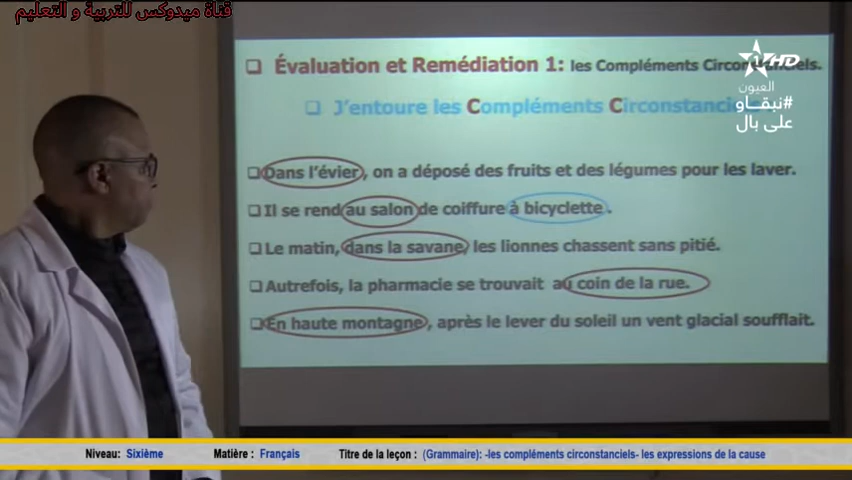 قناة ميدوكس للتربية و التعليم
HD
العيون
#نبقاو
على بال
❑ Évaluation et Remédiation 1: les Compléments Circonstanciels.
❑ J'entoure les Compléments Circonstanciels
❑Dans l'évier, on a déposé des fruits et des légumes pour les laver.
❑Il se rend au salon de coiffure à bicyclette .
❑Le matin, dans la savane, les lionnes chassent sans pitié.
❑Autrefois, la pharmacie se trouvait au coin de la rue.
❑En haute montagne, après le lever du soleil un vent glacial soufflait.
Niveau: Sixième Matière : Français Titre de la leçon : (Grammaire): -les compléments circonstanciels- les expressions de la cause